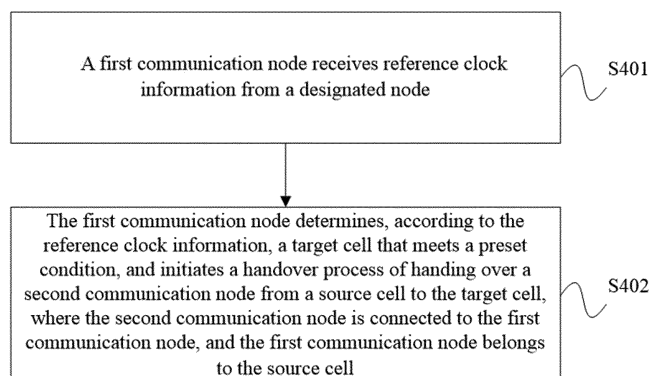 A first communication node receives reference clock
information from a designated node
S401
The first communication node determines, according to the
reference clock information, a target cell that meets a preset
condition, and initiates a handover process of handing over a
second communication node from a source cell to the target cell,
where the second communication node is connected to the first
communication node, and the first communication node belongs
to the source cell
S402